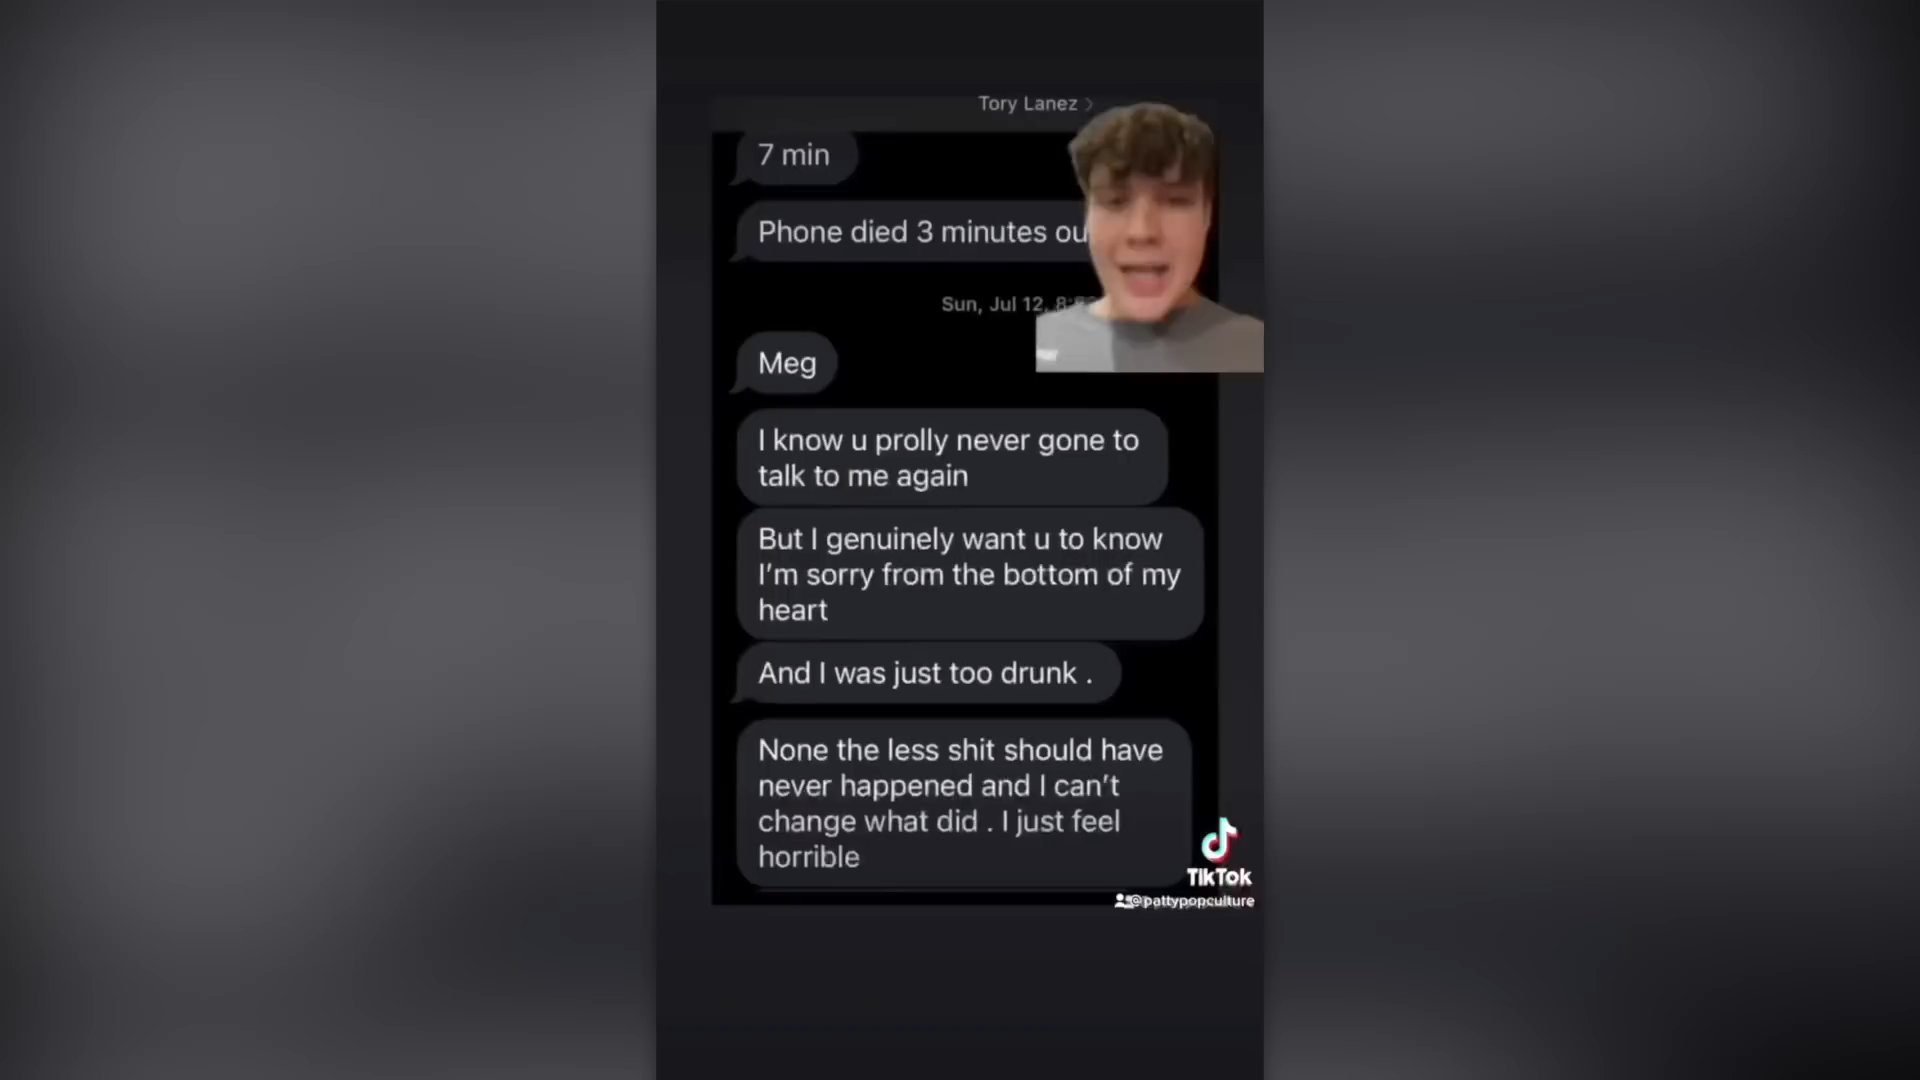 Tory Lanez
7 min
Phone died 3 minutes
Sun, Jul 12,
Meg
I know u prolly never gone to
talk to me again
But I genuinely want u to know
I'm sorry from the bottom of my
heart
And I was just too drunk .
None the less shit should have
never happened and I can't
change what did . I just feel
horrible
TikTok
@pattypopculture